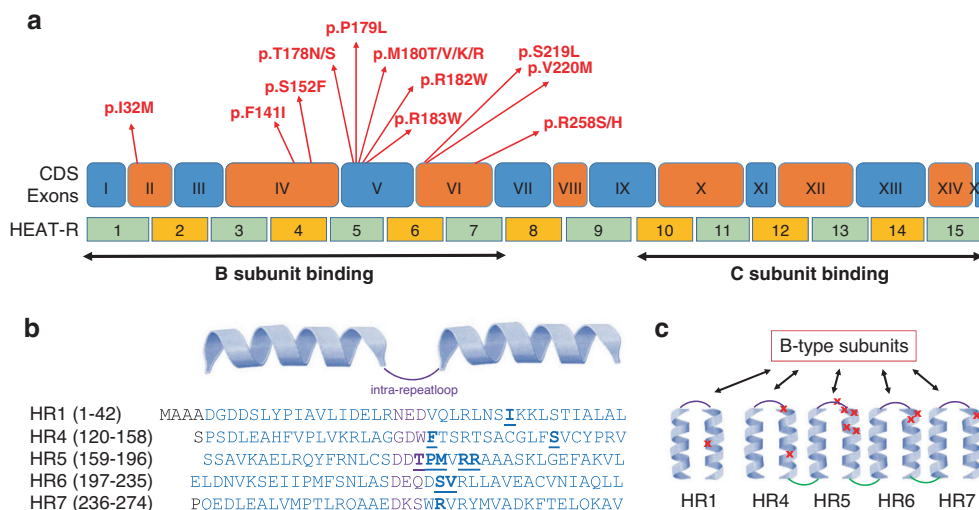 a
p.P179L
p.T178N/S
p.M180T/V/K/R
p.S219L
p.V220M
p.S152F
p.R182W
p.I32M
p.F141I
p.R183W
p.R258S/H
CDS Exons I II III IV V VI VII VIII IX X XI XII XIII XIV X
HEAT-R 1 2 3 4 5 6 7 8 9 10 11 12 13 14 15
B subunit binding C subunit binding
b
intra-repeatloop
HR1 (1-42) MAAADGDDSLYPIAVLIDELRNEDVQLRLNSIKKLSTIALAL
HR4 (120-158) SPSDLEAHFVPLVKRLAGGDWFTSRTSACGLFSVCYPRV
HR5 (159-196) SSAVKAELRQYFRNLCSDDTPMVRRAAASKLGEFAKVL
HR6 (197-235) ELDNVKSEIIPMFSNLASDEQDSVRLLAVEACVNIAQLL
HR7 (236-274) PQEDLEALVMPTLRQAAEDKSWRVRYMVADKFTELQKAV
c
B-type subunits
HR1 HR4 HR5 HR6 HR7